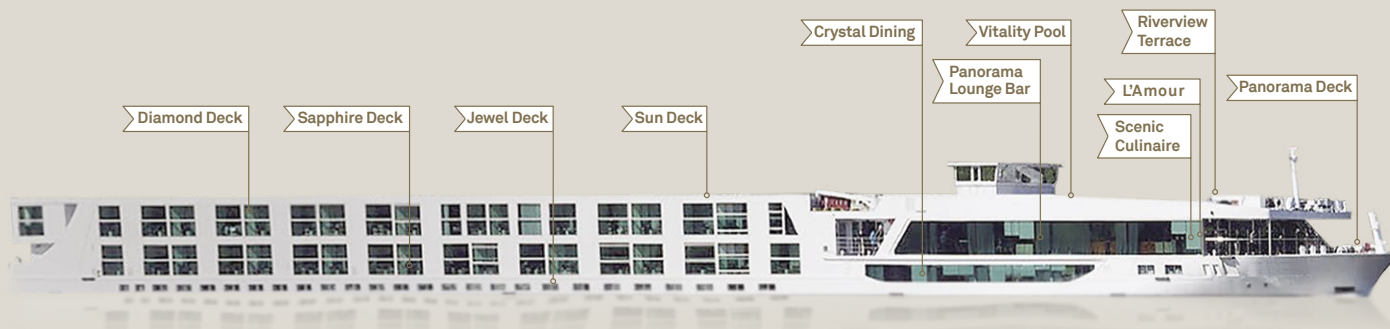 Diamond Deck
Sapphire Deck
Jewel Deck
Sun Deck
Crystal Dining
Panorama
Lounge Bar
Vitality Pool
Scenic
Culinaire
L'Amour
Riverview
Terrace
Panorama Deck